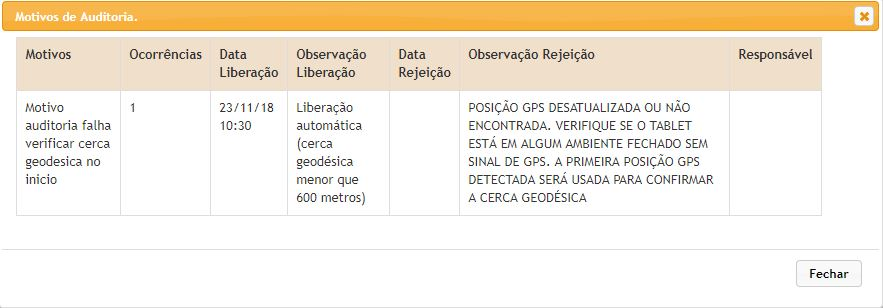 Motivos de Auditoria.
Motivos
Ocorrências
Data
Liberação
Observação
Liberação
Data
Rejeição
Observação Rejeição
Responsável
Motivo
auditoria falha
verificar cerca
geodesica no
inicio
1
23/11/18
10:30
Liberação
automática
(cerca
geodésica
menor que
600 metros)
POSIÇÃO GPS DESATUALIZADA OU NÃO
ENCONTRADA. VERIFIQUE SE O TABLET
ESTÁ EM ALGUM AMBIENTE FECHADO SEM
SINAL DE GPS. A PRIMEIRA POSIÇÃO GPS
DETECTADA SERÁ USADA PARA CONFIRMAR
A CERCA GEODÉSICA
Fechar